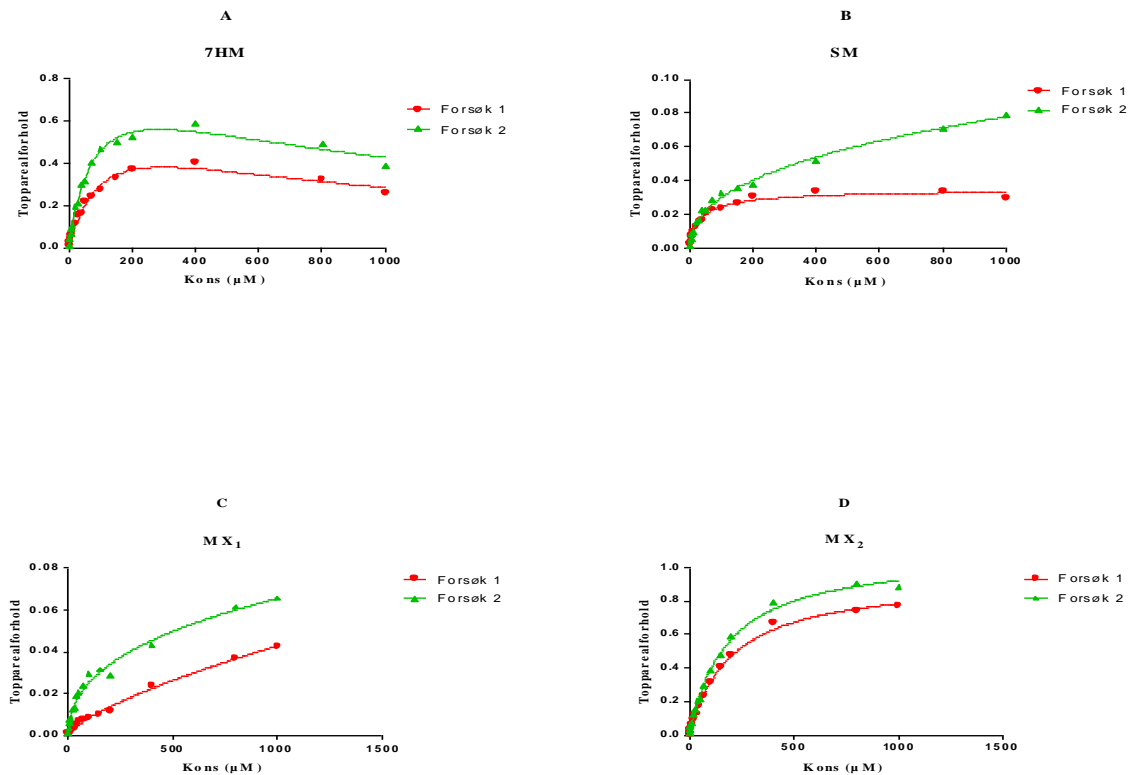 A
7HM
0.8
0.6
0.4
0.2
0.0
Topparealforhold
0 200 400 600 800 1000
Kons (µM)
Forsøk 1
Forsøk 2
B
SM
0.10
0.08
0.06
0.04
0.02
0.00
Topparealforhold
0 200 400 600 800 1000
Kons (µM)
Forsøk 1
Forsøk 2
C
MX₁
0.08
0.06
0.04
0.02
0.00
Topparealforhold
0 500 1000 1500
Kons (µM)
Forsøk 1
Forsøk 2
D
MX₂
1.0
0.8
0.6
0.4
0.2
0.0
Topparealforhold
0 500 1000 1500
Kons (µM)
Forsøk 1
Forsøk 2